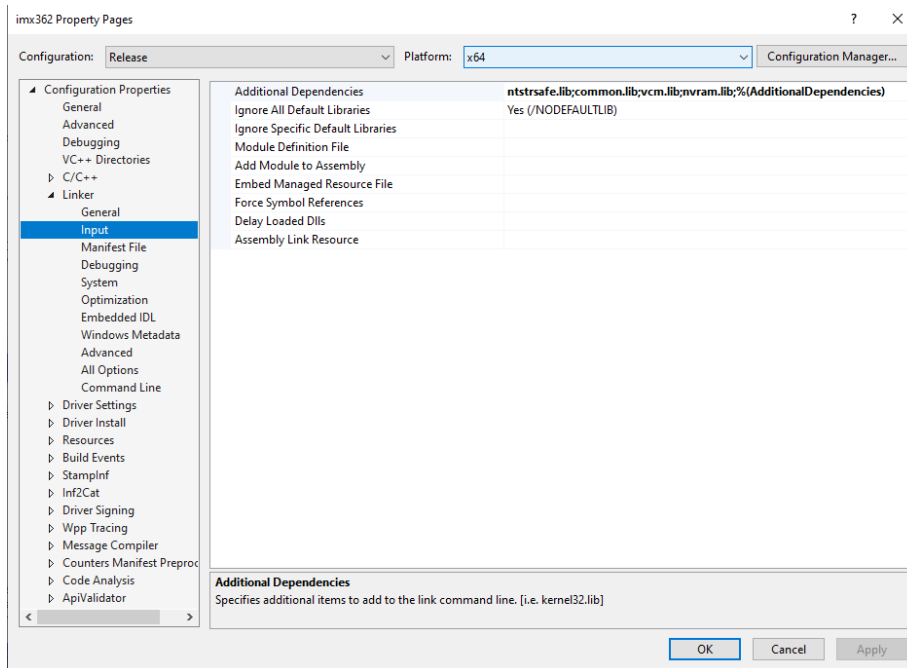 imx362 Property Pages
?
Configuration: Release Platform: x64 Configuration Manager...
Configuration Properties
General
Advanced
Debugging
VC++ Directories
C/C++
Linker
General
Input
Manifest File
Debugging
System
Optimization
Embedded IDL
Windows Metadata
Advanced
All Options
Command Line
Driver Settings
Driver Install
Resources
Build Events
StampInf
Inf2Cat
Driver Signing
Wpp Tracing
Message Compiler
Counters Manifest Preproc
Code Analysis
ApiValidator
Additional Dependencies ntstrsafe.lib;common.lib;vcm.lib;nvram.lib;%(AdditionalDependencies)
Ignore All Default Libraries Yes (/NODEFAULTLIB)
Ignore Specific Default Libraries
Module Definition File
Add Module to Assembly
Embed Managed Resource File
Force Symbol References
Delay Loaded Dlls
Assembly Link Resource
Additional Dependencies
Specifies additional items to add to the link command line. [i.e. kernel32.lib]
OK Cancel Apply